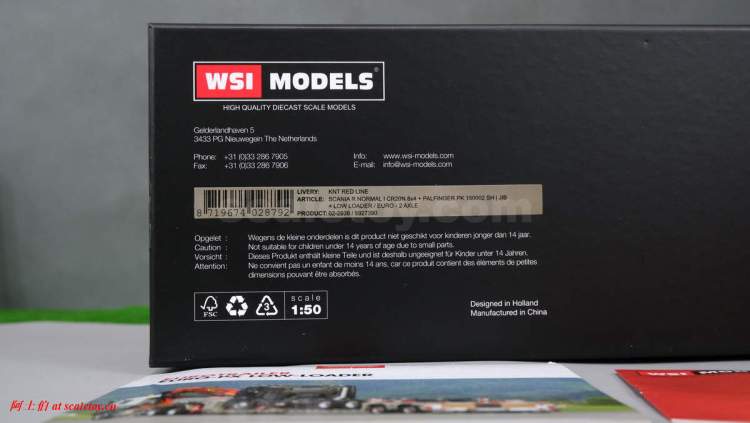 WSI MODELS®
HIGH QUALITY DIECAST SCALE MODELS
Gelderlandhaven 5
3433 PG Nieuwegein The Netherlands
Phone: +31 (0)33 286 7905
Fax: +31 (0)33 286 7906
Info: www.wsi-models.com
email: info@wsi-models.com
LIVERY: KNT RED LINE
ARTICLE: SCANIA R NORMAL | CR20N 8x4 + PALFINGER PK 180002 SH | JIB
+ LOW LOADER / EURO - 2 AXLE
PRODUCT:
8 719674 028792
Opgelet : Wegens de kleine onderdelen is dit product niet geschikt voor kinderen jonger dan 14 jaar.
Caution : Not suitable for children under 14 years of age due to small parts.
Vorsicht : Dieses Produkt enthält kleine Teile und ist deshalb ungeeignet für Kinder unter 14 Jahren.
Attention: Ne convient pas un enfant de moins 14 ans, car ce produit contient des éléments de petites
dimensions pouvant être absorbés.
FSC
3
scale
1:50
Designed in Holland
Manufactured in China
LOW-LOADER
WSI MO
阿土伯 at scaletoy.cn